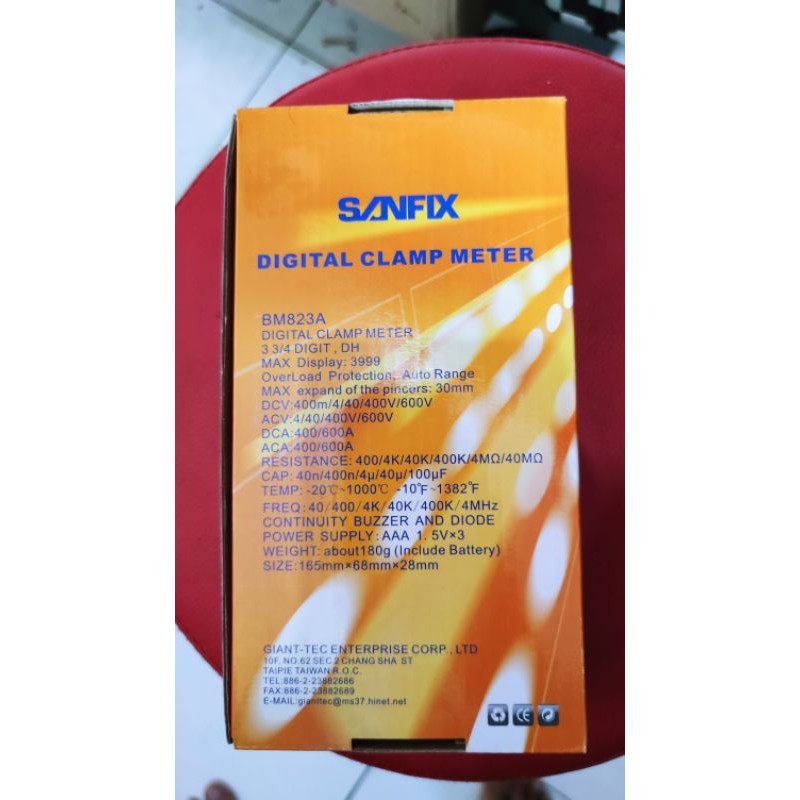 SANFIX
DIGITAL CLAMP METER
BM823A
DIGITAL CLAMP METER
3 3/4 DIGIT , DH
MAX Display: 3999
OverLoad Protection, Auto Range
MAX expand of the pincers: 30mm
DCV:400m/4/40/400V/600V
ACV:4/40/400V/600V
DCA:400/600A
ACA:400/600A
RESISTANCE: 400/4K/40K/400K/4MΩ/40MΩ
CAP: 40n/400n/4µ/40µ/100µF
TEMP: -20℃~1000℃ -10℉~1382℉
FREQ:40/400/4K/40K/400K/4MHz
CONTINUITY BUZZER AND DIODE
POWER SUPPLY:AAA 1.5V×3
WEIGHT: about180g (Include Battery)
SIZE:165mm×68mm×28mm
GIANT-TEC ENTERPRISE CORP., LTD
10F, NO.62 SEC.2 CHANG SHA ST
TAIPIE TAIWAN R.O.C.
TEL:886-2-23882686
FAX:886-2-23882689
E-MAIL:gianttec@ms37.hinet.net
CE